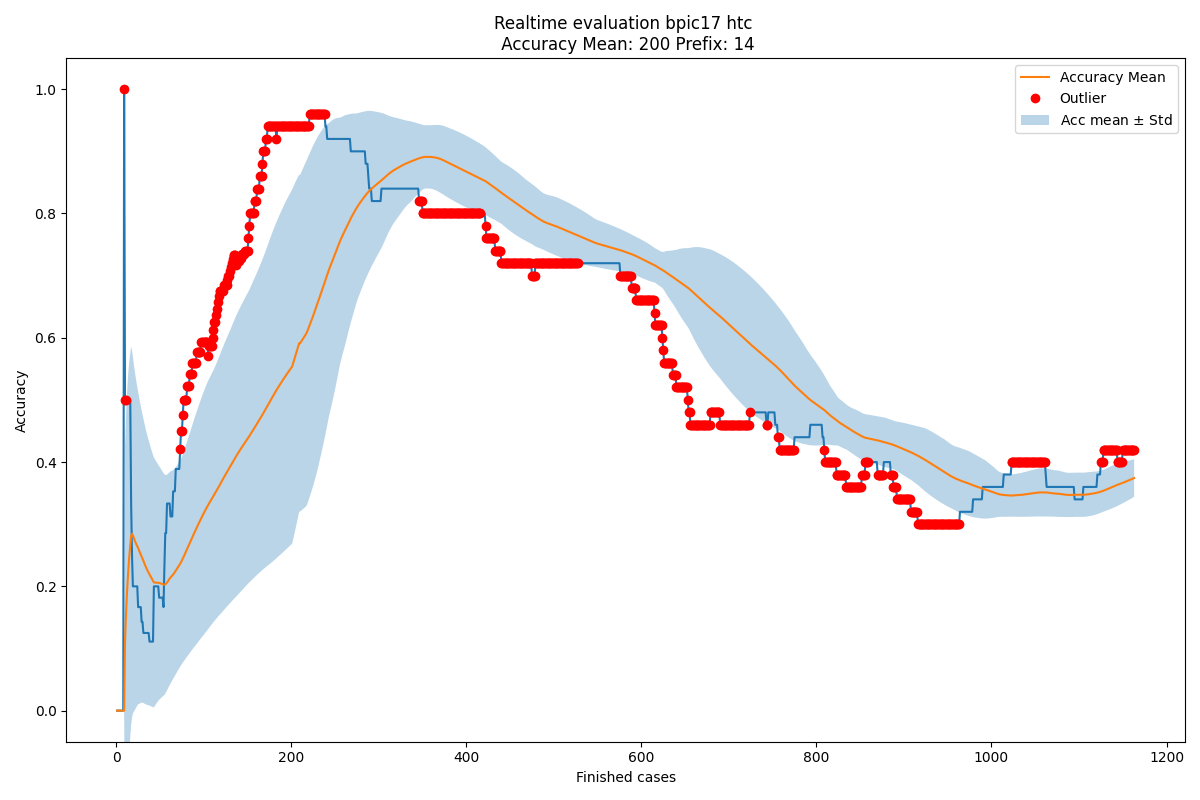 Realtime evaluation bpic17 htc
Accuracy Mean: 200 Prefix: 14
Accuracy Mean
Outlier
Acc mean ± Std
Accuracy
1.0
0.8
0.6
0.4
0.2
0.0
0 200 400 600 800 1000 1200
Finished cases